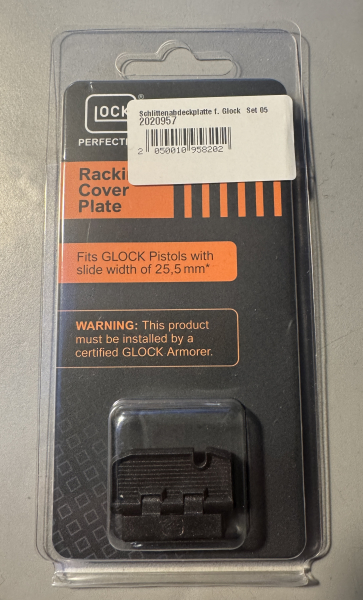 GLOCK
PERFECTI
Schlittenabdeckplatte f. Glock Set 05
2020957
2 050010 958202
Racki
Cover
Plate
Fits GLOCK Pistols with
slide width of 25,5 mm*
WARNING: This product
must be installed by a
certified GLOCK Armorer.